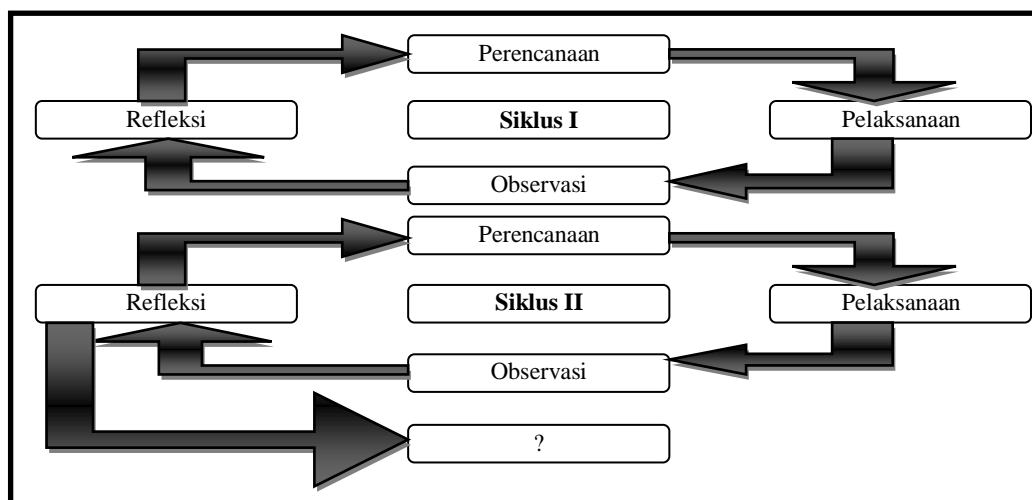 Perencanaan
Refleksi
Siklus I
Pelaksanaan
Observasi
Perencanaan
Refleksi
Siklus II
Pelaksanaan
Observasi
?